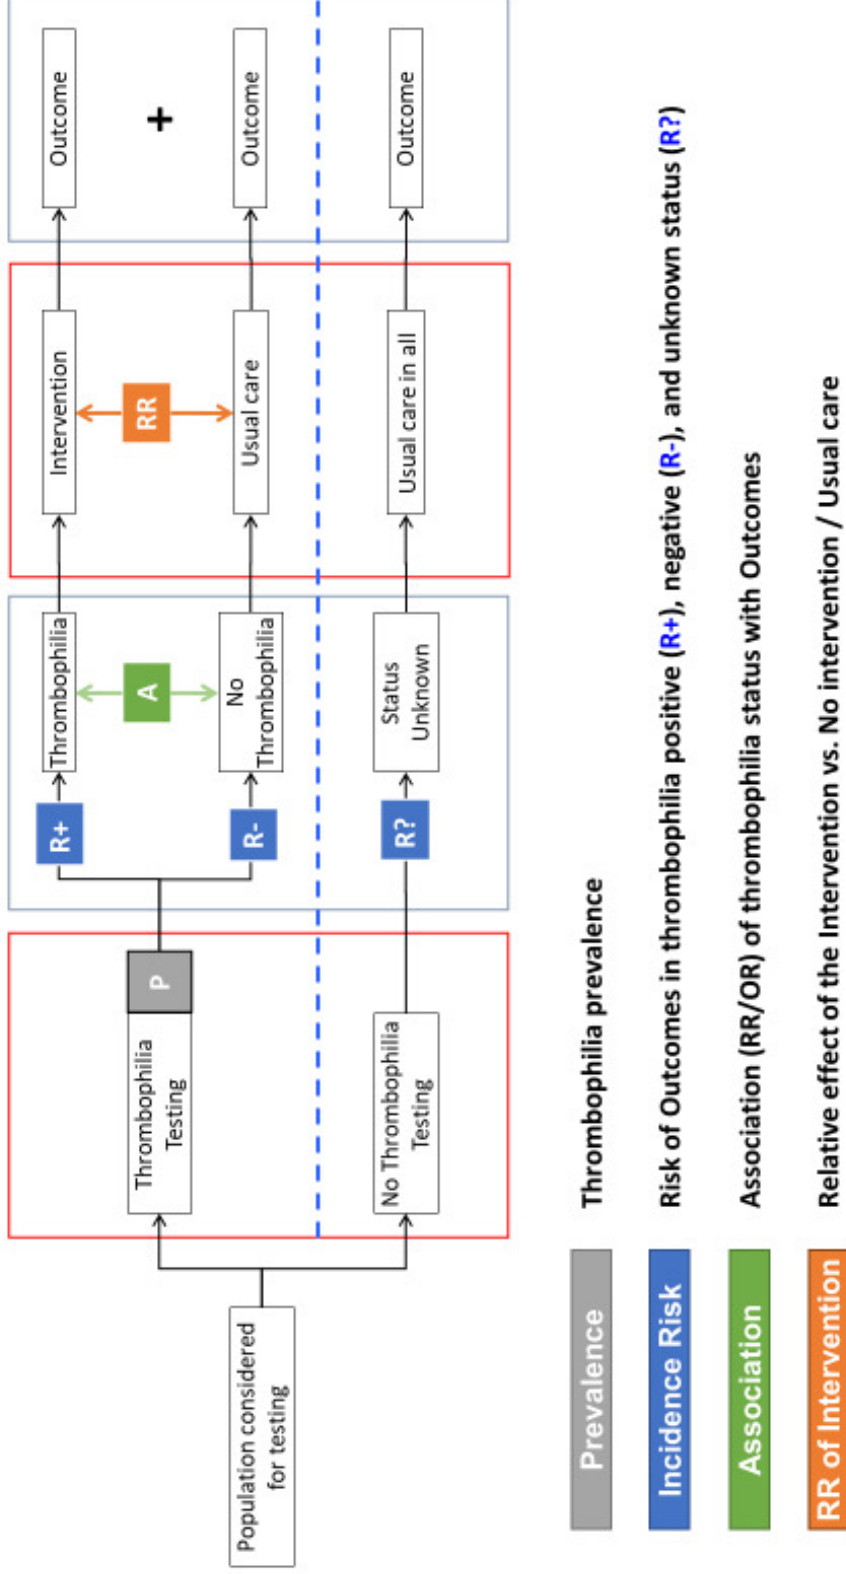 Population considered
for testing
Thrombophilia
Testing
P
R+
Thrombophilia
Intervention
Outcome
A
RR
+
R-
No
Thrombophilia
Usual care
Outcome
No Thrombophilia
Testing
R?
Status
Unknown
Usual care in all
Outcome
Prevalence
Thrombophilia prevalence
Incidence Risk
Risk of Outcomes in thrombophilia positive (R+), negative (R-), and unknown status (R?)
Association
Association (RR/OR) of thrombophilia status with Outcomes
RR of Intervention
Relative effect of the Intervention vs. No intervention / Usual care